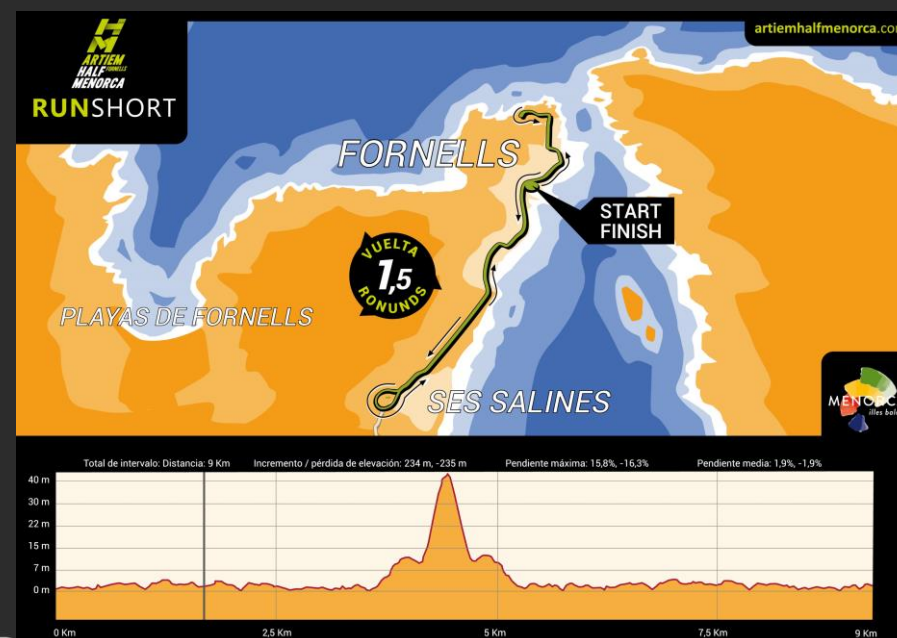 HM
ARTIEM
HALF FORNELLS
MENORCA
RUNSHORT
artiemhalfmenorca.co
FORNELLS
START
FINISH
VUELTA
1,5
RONUNDS
PLAYAS DE FORNELLS
SES SALINES
MENORC
illes bale
Total de intervalo: Distancia: 9 Km Incremento / pérdida de elevación: 234 m, -235 m Pendiente máxima: 15,8%, -16,3% Pendiente media: 1,9%, -1,9%
40 m
30 m
22 m
15 m
7 m
0 m
0 Km 2,5 Km 5 Km 7,5 Km 9 Km